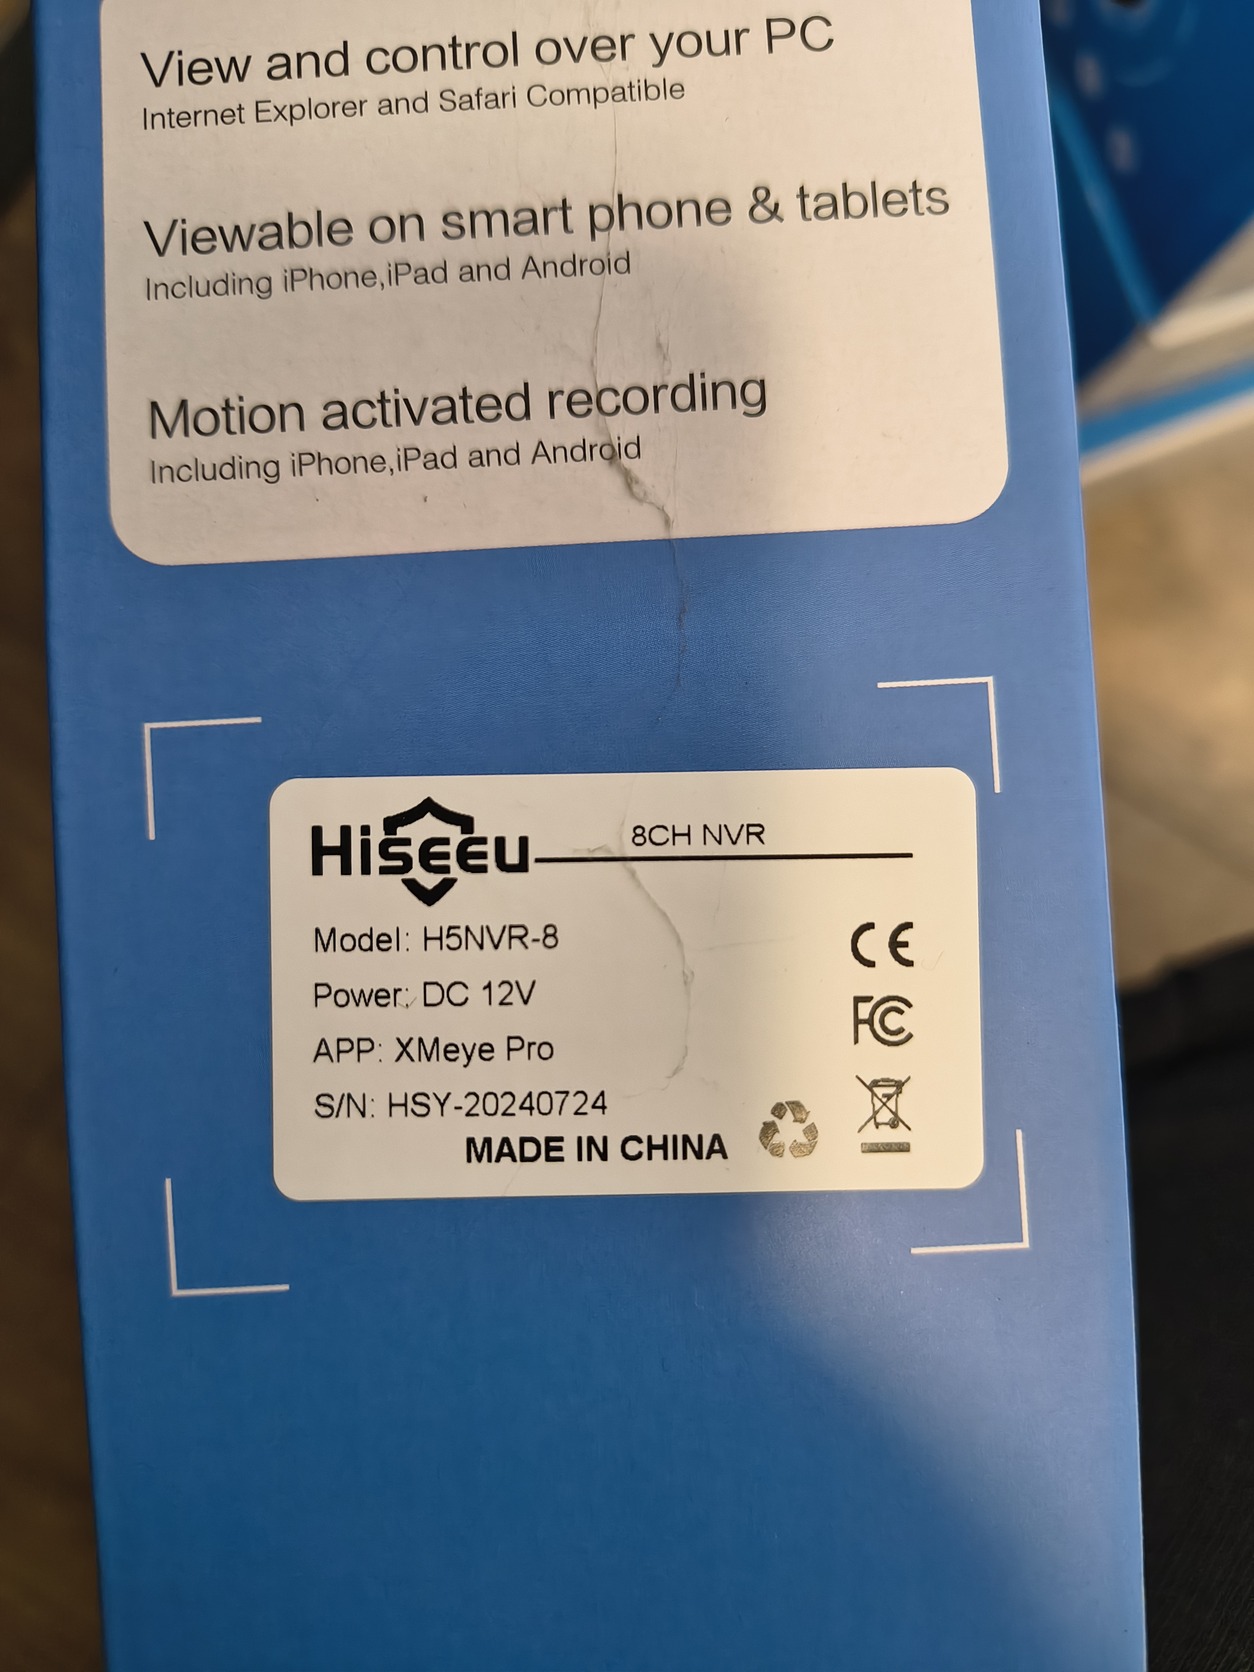 View and control over your PC
Internet Explorer and Safari Compatible
Viewable on smart phone & tablets
Including iPhone,iPad and Android
Motion activated recording
Including iPhone,iPad and Android
Hiseeu
8CH NVR
Model: H5NVR-8
Power: DC 12V
APP: XMeye Pro
S/N: HSY-20240724
MADE IN CHINA
CE
FC